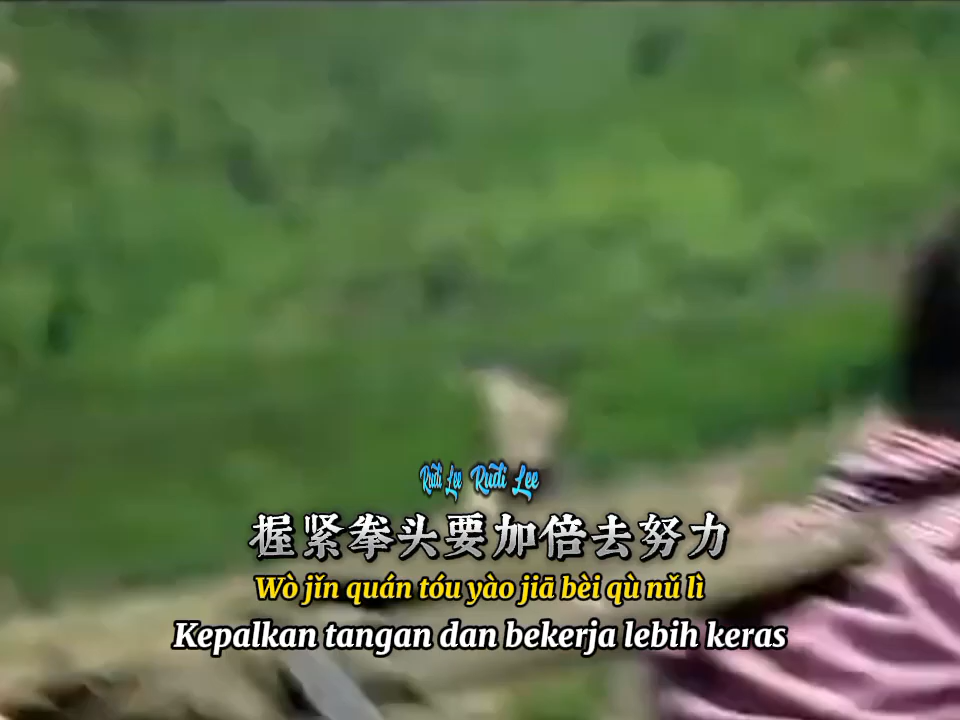 Rudi Lee Rudi Lee
握紧拳头要加倍去努力
Wò jǐn quán tóu yào jiā bèi qù nǔ lì
Kepalkan tangan dan bekerja lebih keras